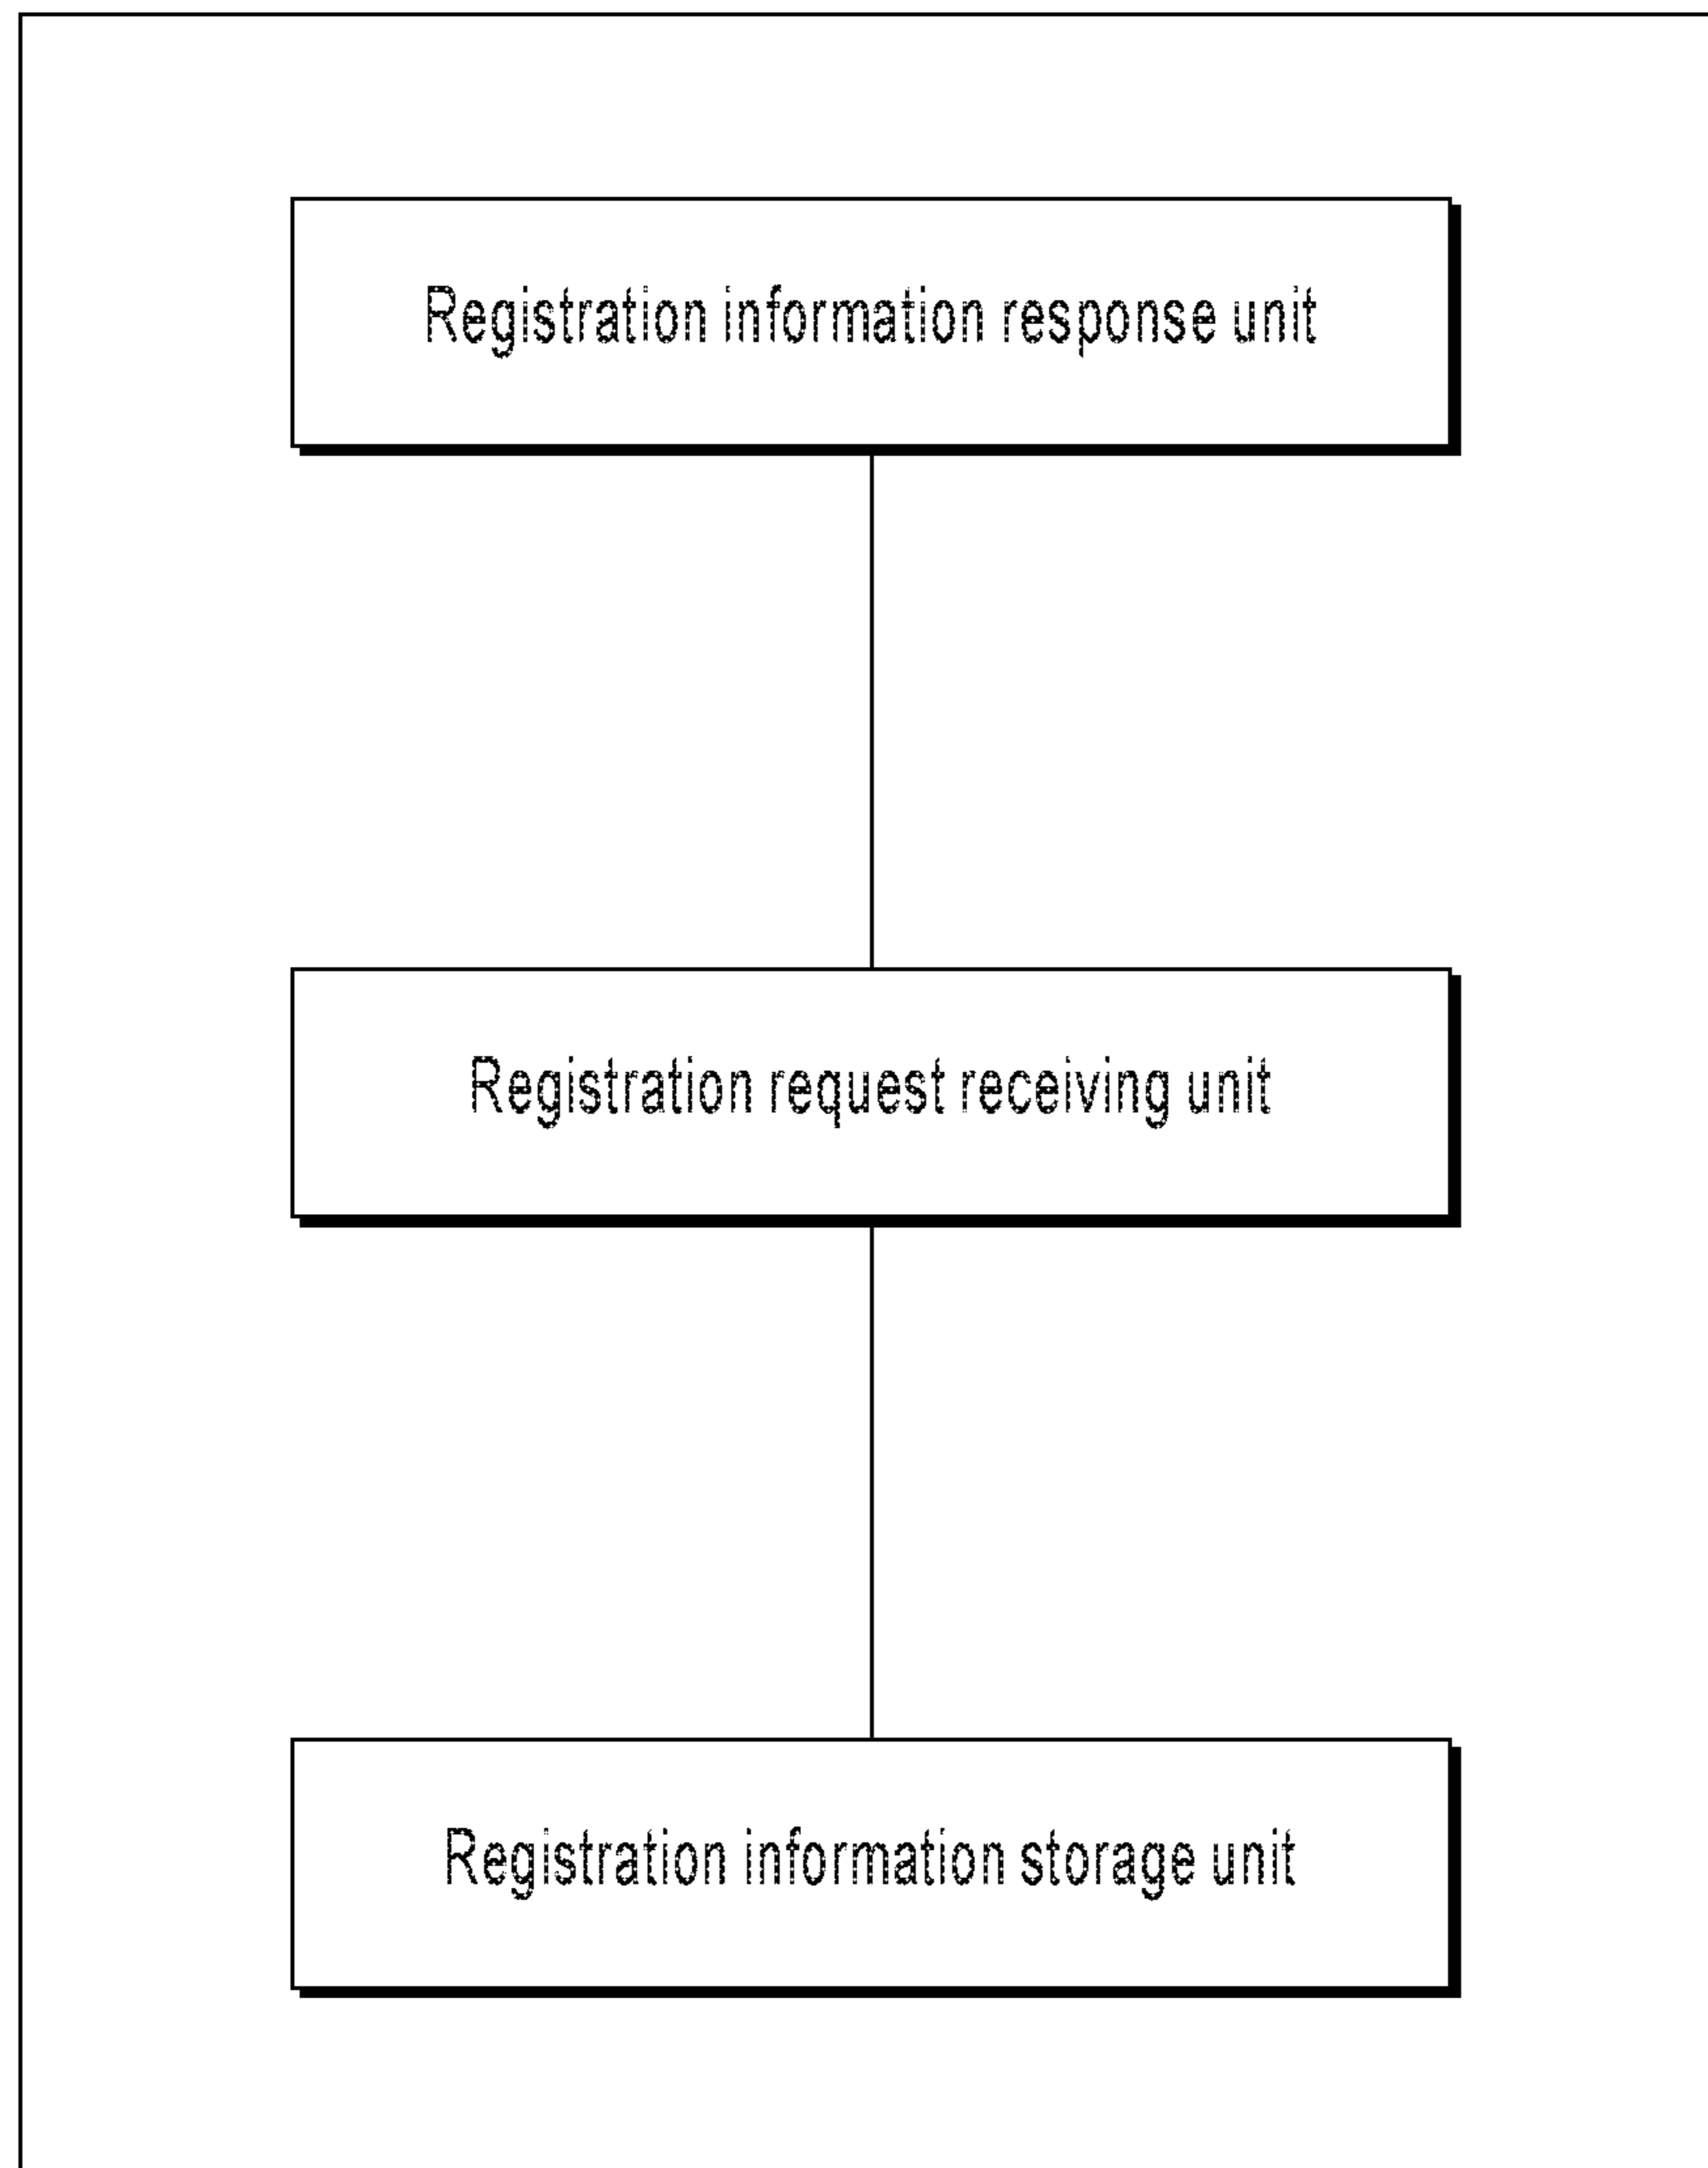 Registration information response unit
Registration request receiving unit
Registration information storage unit